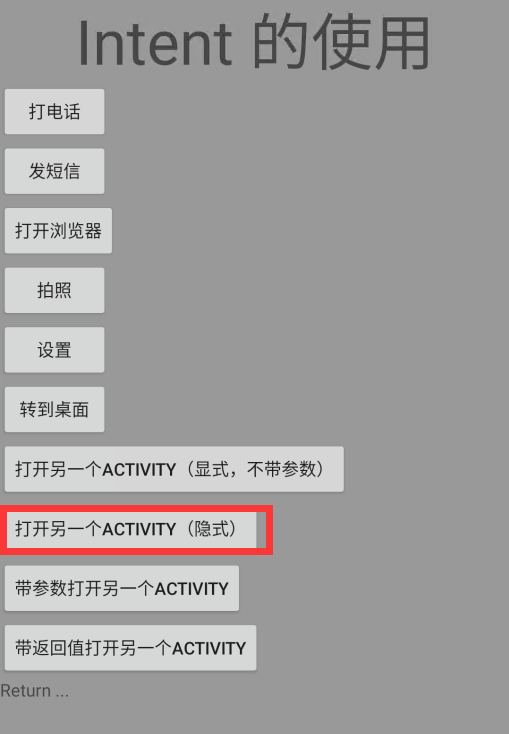 Intent 的使用
打电话
发短信
打开浏览器
拍照
设置
转到桌面
打开另一个ACTIVITY（显式，不带参数）
打开另一个ACTIVITY（隐式）
带参数打开另一个ACTIVITY
带返回值打开另一个ACTIVITY
Return ...